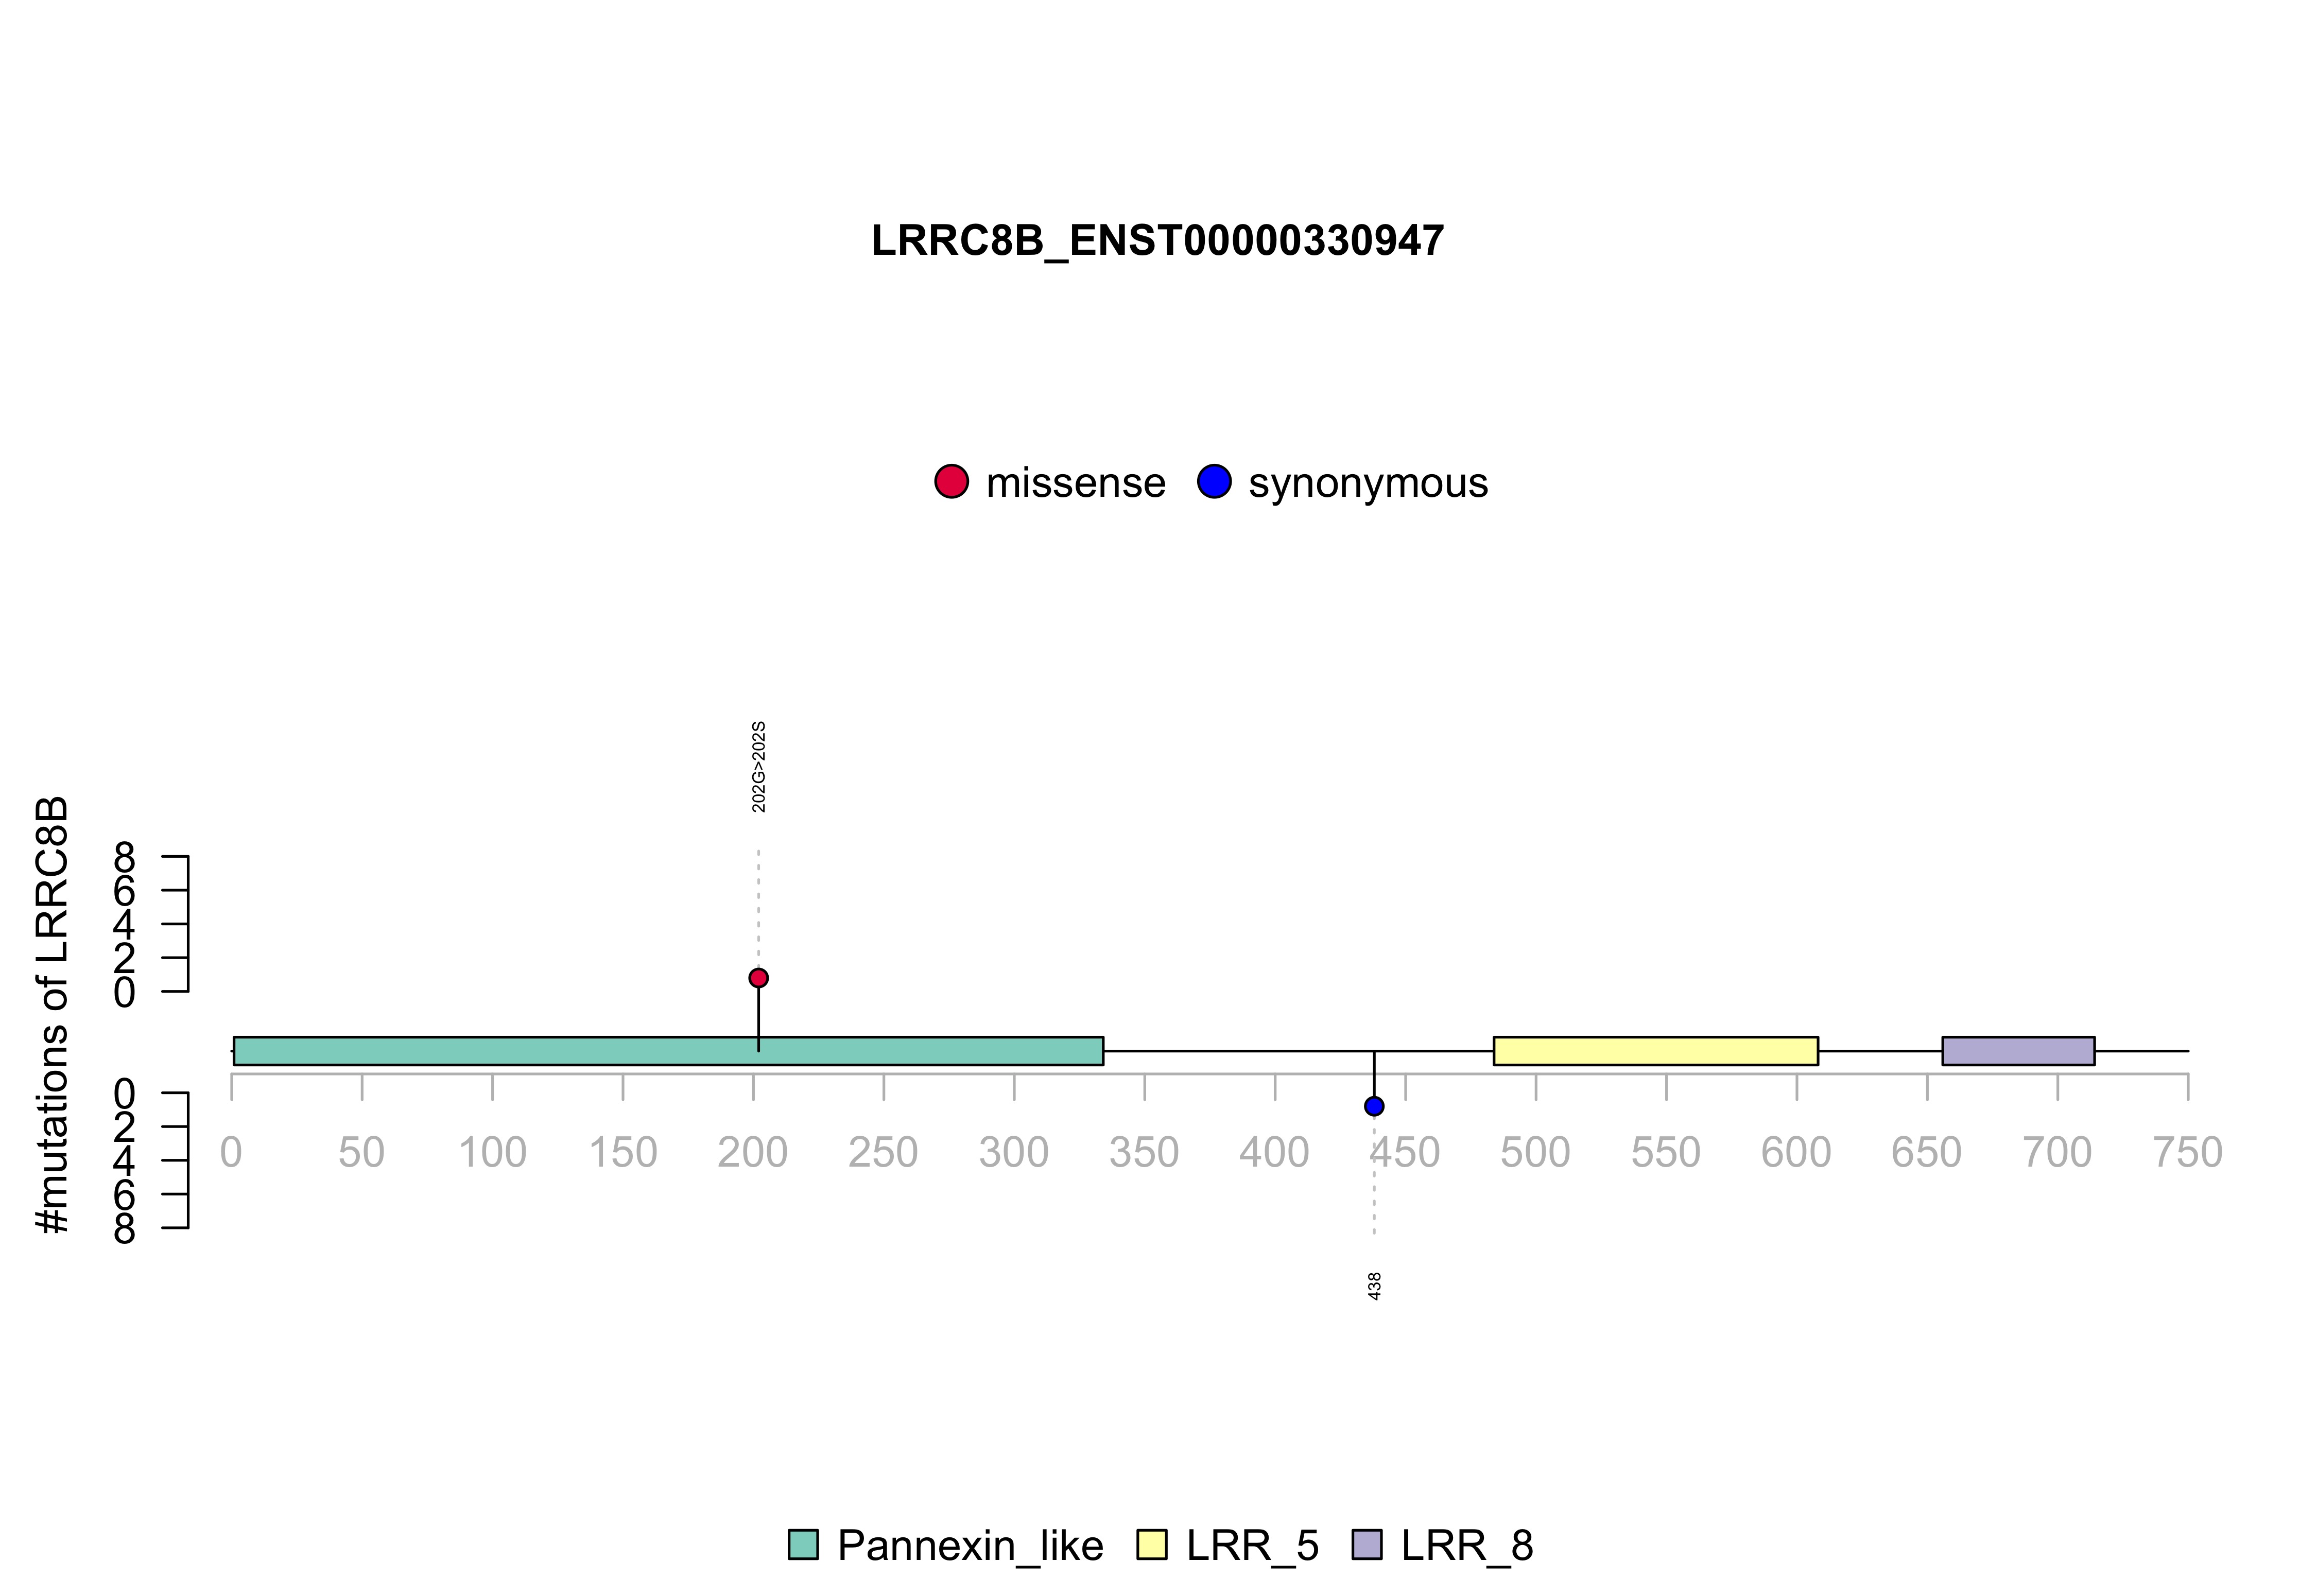 LRRC8B_ENST00000330947
missense synonymous
202G>202S
#mutations of LRRC8B
8
6
4
2
0
0
2
4
6
8
0 50 100 150 200 250 300 350 400 450 500 550 600 650 700 750
438
Pannexin_like LRR_5 LRR_8